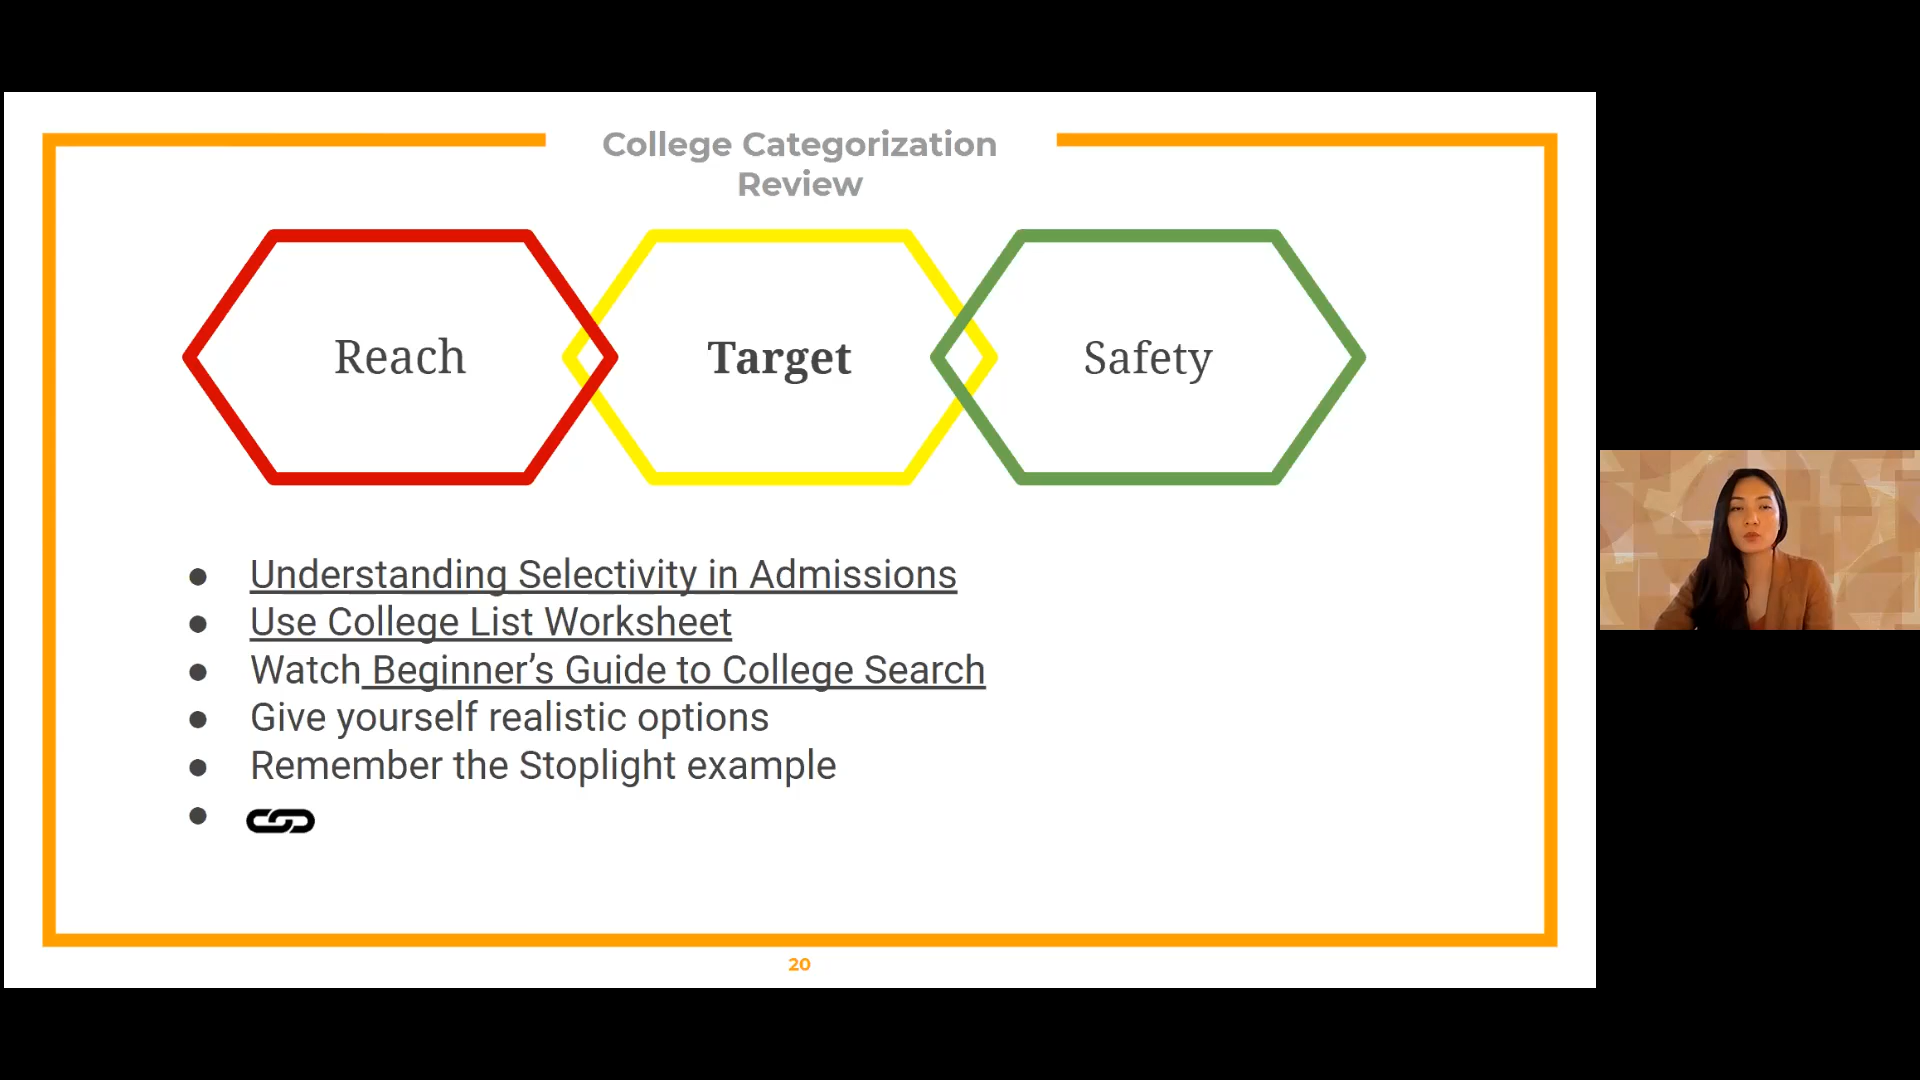 College Categorization
Review
Reach
Target
Safety
Understanding Selectivity in Admissions
Use College List Worksheet
Watch Beginner’s Guide to College Search
Give yourself realistic options
Remember the Stoplight example
20